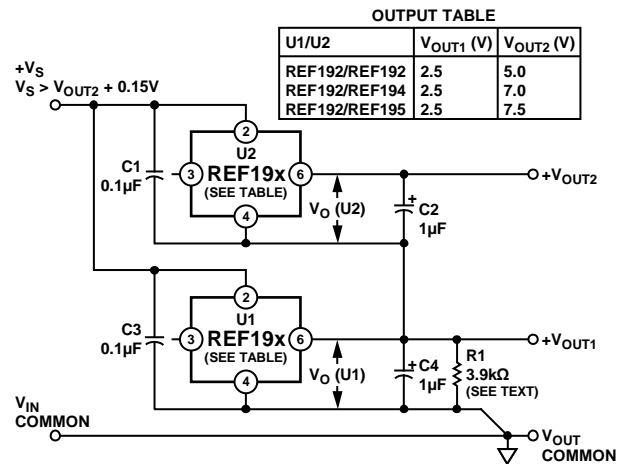 OUTPUT TABLE
U1/U2 VOUT1 (V) VOUT2 (V)
REF192/REF192 2.5 5.0
REF192/REF194 2.5 7.0
REF192/REF195 2.5 7.5
+VS
VS > VOUT2 + 0.15V
2
U2
C1
0.1µF
3
REF19x
(SEE TABLE)
6
4
VO (U2)
+
C2
1µF
+VOUT2
2
U1
C3
0.1µF
3
REF19x
(SEE TABLE)
6
4
VO (U1)
+
C4
1µF
R1
3.9kΩ
(SEE TEXT)
+VOUT1
VIN
COMMON
VOUT
COMMON